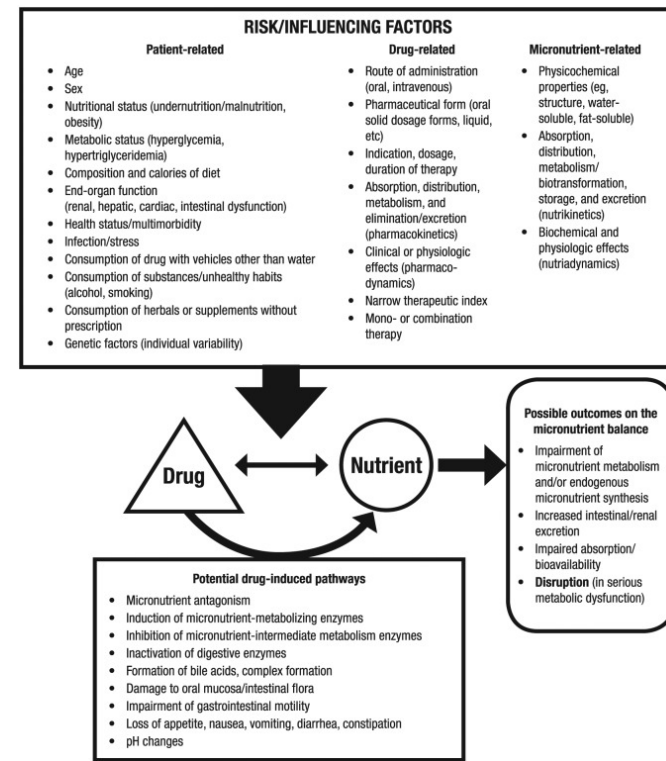 RISK/INFLUENCING FACTORS
Patient-related
• Age
• Sex
• Nutritional status (undernutrition/malnutrition,
obesity)
• Metabolic status (hyperglycemia,
hypertriglyceridemia)
• Composition and calories of diet
• End-organ function
(renal, hepatic, cardiac, intestinal dysfunction)
• Health status/multimorbidity
• Infection/stress
• Consumption of drug with vehicles other than water
• Consumption of substances/unhealthy habits
(alcohol, smoking)
• Consumption of herbals or supplements without
prescription
• Genetic factors (individual variability)
Drug-related
• Route of administration
(oral, intravenous)
• Pharmaceutical form (oral
solid dosage forms, liquid,
etc)
• Indication, dosage,
duration of therapy
• Absorption, distribution,
metabolism, and
elimination/excretion
(pharmacokinetics)
• Clinical or physiologic
effects (pharmaco-
dynamics)
• Narrow therapeutic index
• Mono- or combination
therapy
Micronutrient-related
• Physicochemical
properties (eg,
structure, water-
soluble, fat-soluble)
• Absorption,
distribution,
metabolism/
biotransformation,
storage, and excretion
(nutrikinetics)
• Biochemical and
physiologic effects
(nutriadynamics)
Drug
Nutrient
Possible outcomes on the
micronutrient balance
• Impairment of
micronutrient metabolism
and/or endogenous
micronutrient synthesis
• Increased intestinal/renal
excretion
• Impaired absorption/
bioavailability
• Disruption (in serious
metabolic dysfunction)
Potential drug-induced pathways
• Micronutrient antagonism
• Induction of micronutrient-metabolizing enzymes
• Inhibition of micronutrient-intermediate metabolism enzymes
• Inactivation of digestive enzymes
• Formation of bile acids, complex formation
• Damage to oral mucosa/intestinal flora
• Impairment of gastrointestinal motility
• Loss of appetite, nausea, vomiting, diarrhea, constipation
• pH changes